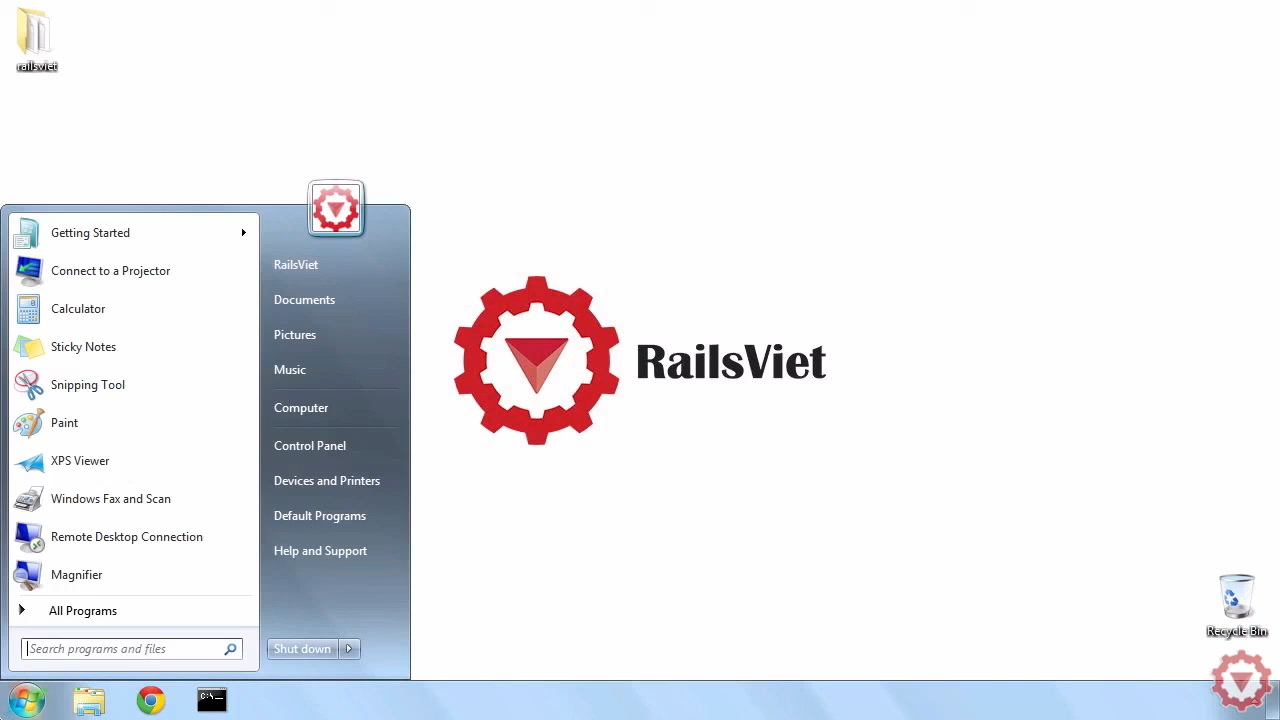 railsviet
Getting Started
Connect to a Projector
Calculator
Sticky Notes
Snipping Tool
Paint
XPS Viewer
Windows Fax and Scan
Remote Desktop Connection
Magnifier
All Programs
Search programs and files
RailsViet
Documents
Pictures
Music
Computer
Control Panel
Devices and Printers
Default Programs
Help and Support
Shut down
RailsViet
Recycle Bin
C:\_